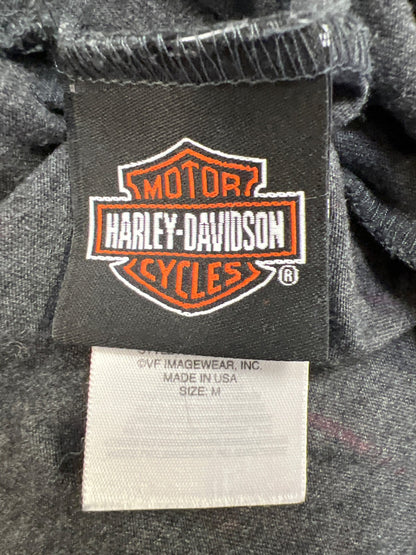 MOTOR
HARLEY-DAVIDSON
CYCLES ®
©VF IMAGEWEAR, INC.
MADE IN USA
SIZE: M